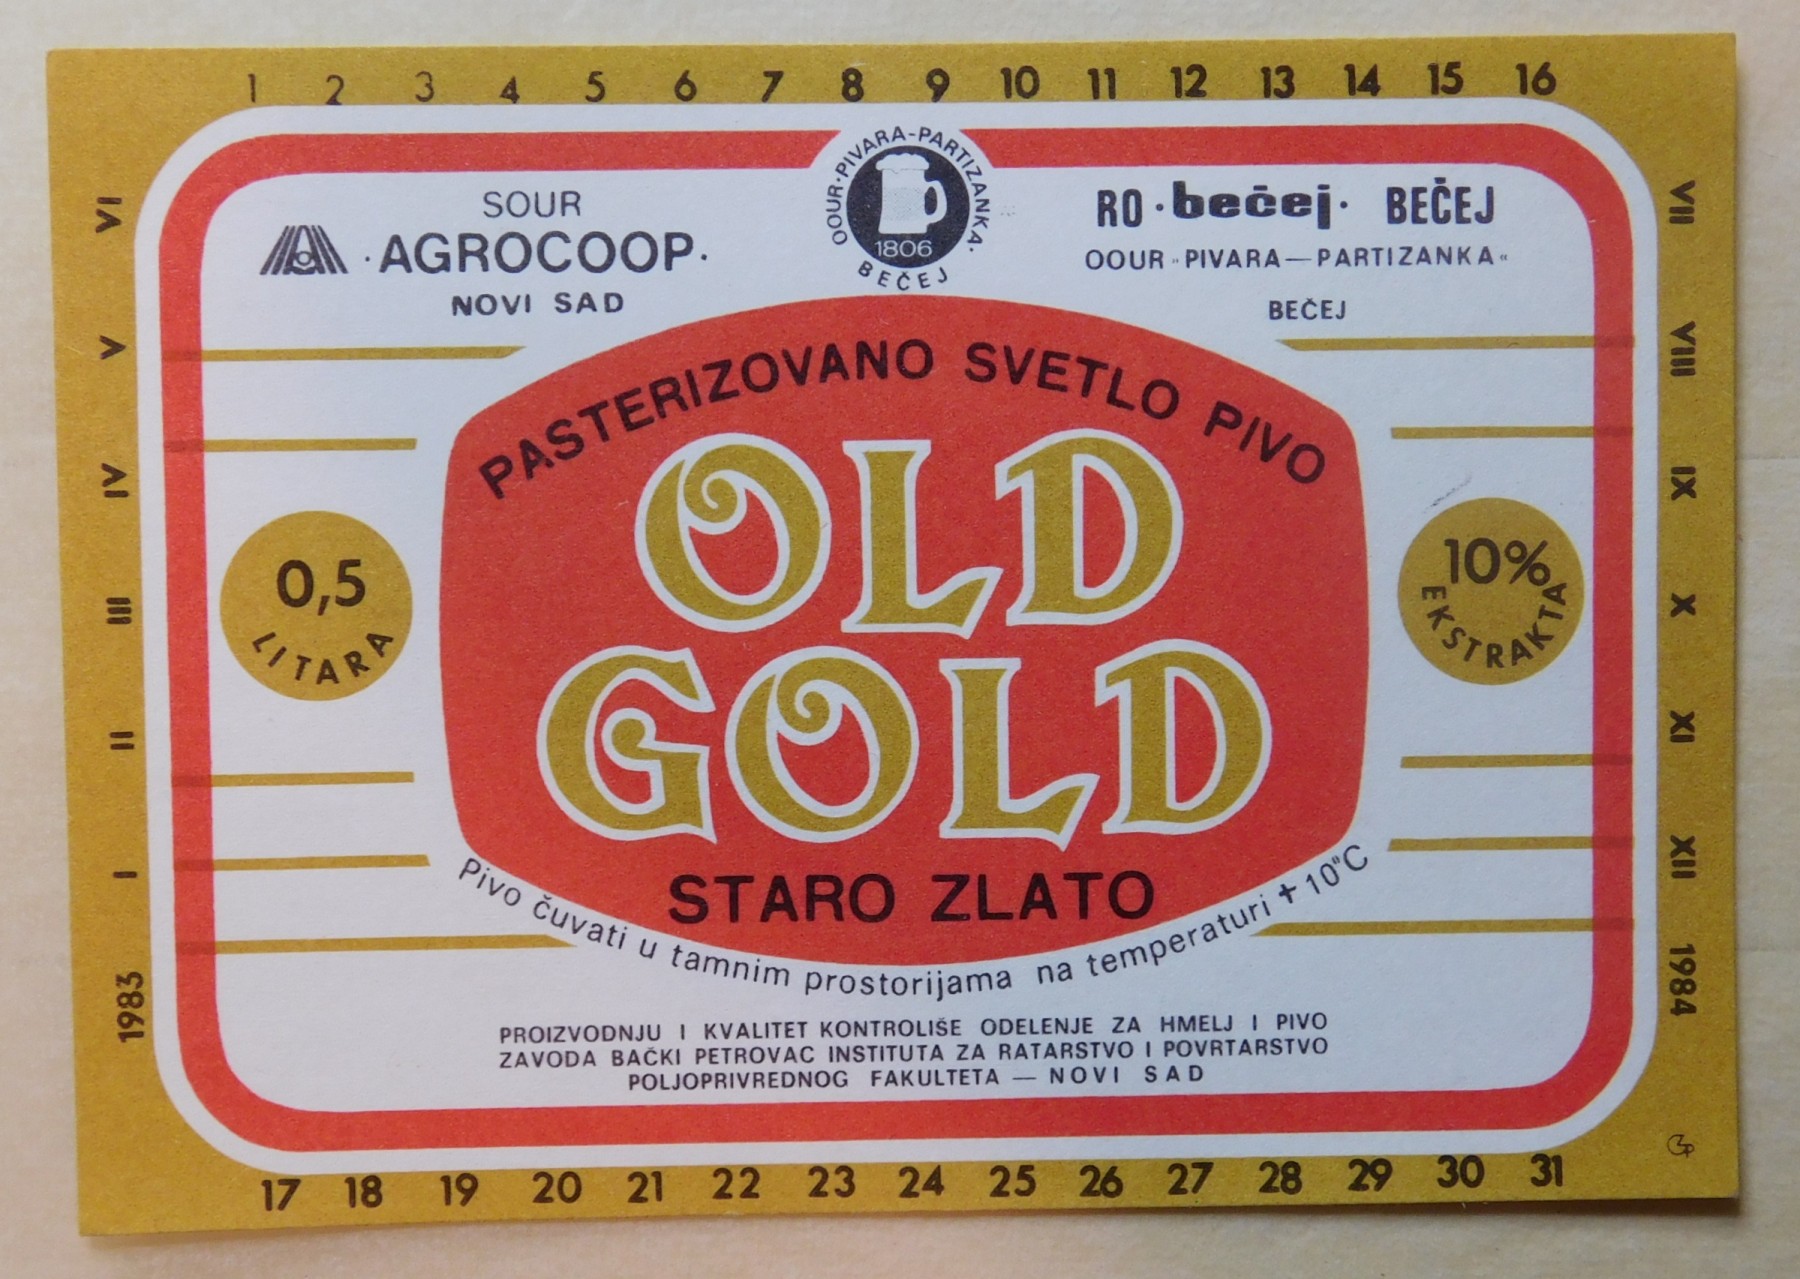 1 2 3 4 5 6 7 8 9 10 11 12 13 14 15 16
VI
V
IV
III
II
I
1983
SOUR
·AGROCOOP·
NOVI SAD
OOUR·PIVARA-PARTIZANKA·
1806
BEČEJ
RO ·bečej· BEČEJ
OOUR "PIVARA—PARTIZANKA"
BEČEJ
PASTERIZOVANO SVETLO PIVO
OLD
GOLD
STARO ZLATO
0,5
LITARA
10%
EKSTRAKTA
Pivo čuvati u tamnim prostorijama na temperaturi +10°C
PROIZVODNJU I KVALITET KONTROLIŠE ODELENJE ZA HMELJ I PIVO
ZAVODA BAČKI PETROVAC INSTITUTA ZA RATARSTVO I POVRTARSTVO
POLJOPRIVREDNOG FAKULTETA — NOVI SAD
VII
VIII
IX
X
XI
XII
1984
17 18 19 20 21 22 23 24 25 26 27 28 29 30 31